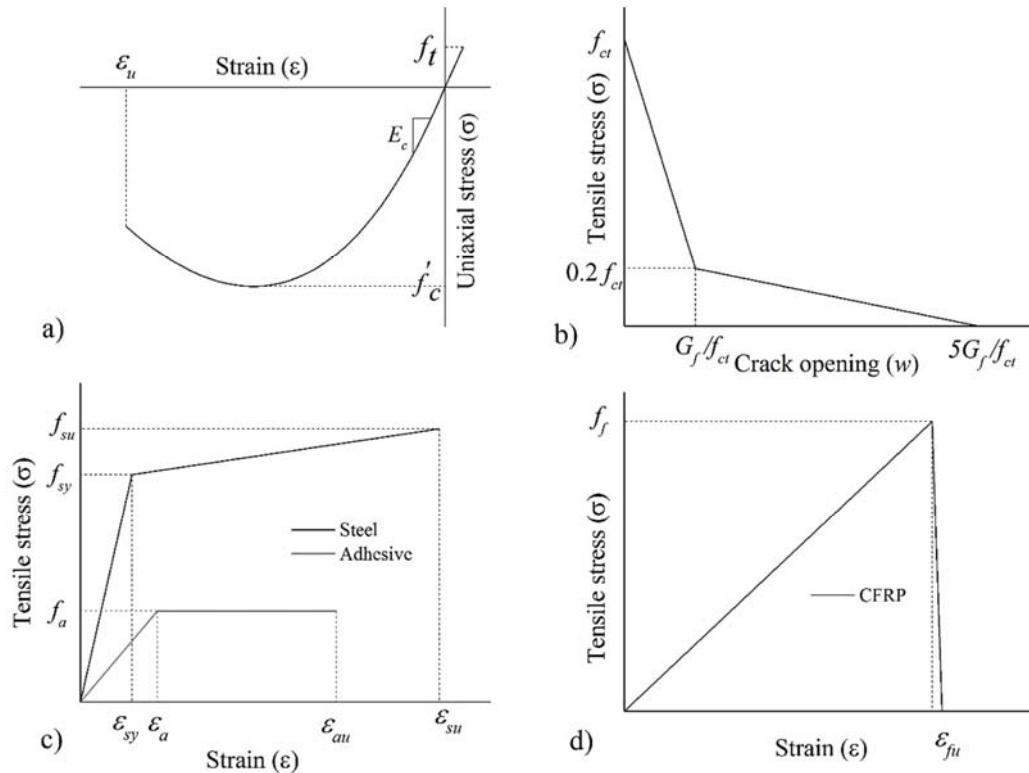 ε_u
Strain (ε)
f_t
E_c
Uniaxial stress (σ)
f'_c
a)
f_ct
Tensile stress (σ)
0.2 f_ct
G_f/f_ct
Crack opening (w)
5G_f/f_ct
b)
f_su
f_sy
Tensile stress (σ)
Steel
Adhesive
f_a
ε_sy
ε_a
ε_au
ε_su
c)
Strain (ε)
f_f
Tensile stress (σ)
CFRP
Strain (ε)
ε_fu
d)